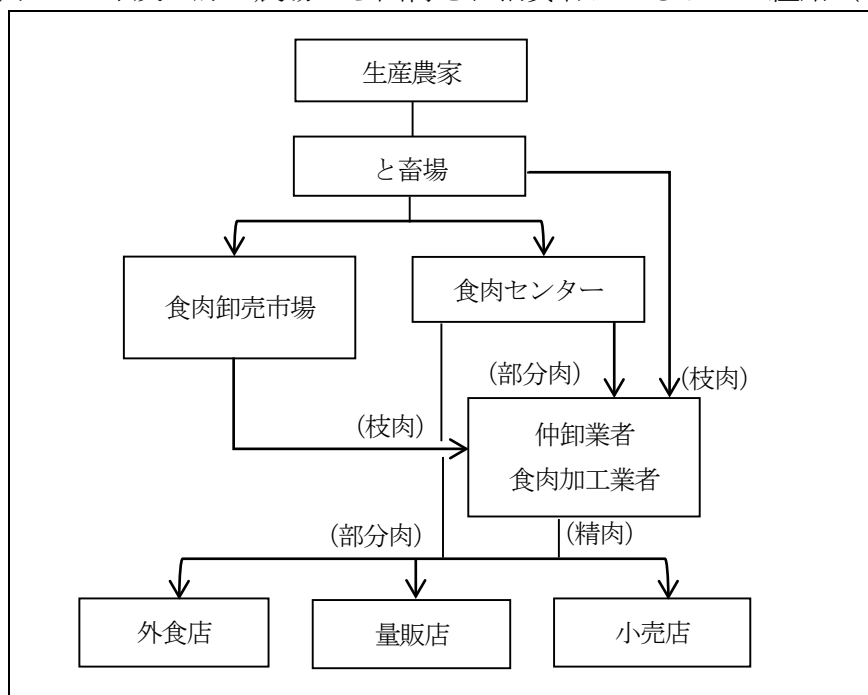 生産農家
と畜場
食肉卸売市場
食肉センター
(部分肉)
(枝肉)
(枝肉)
仲卸業者
食肉加工業者
(部分肉)
(精肉)
外食店
量販店
小売店